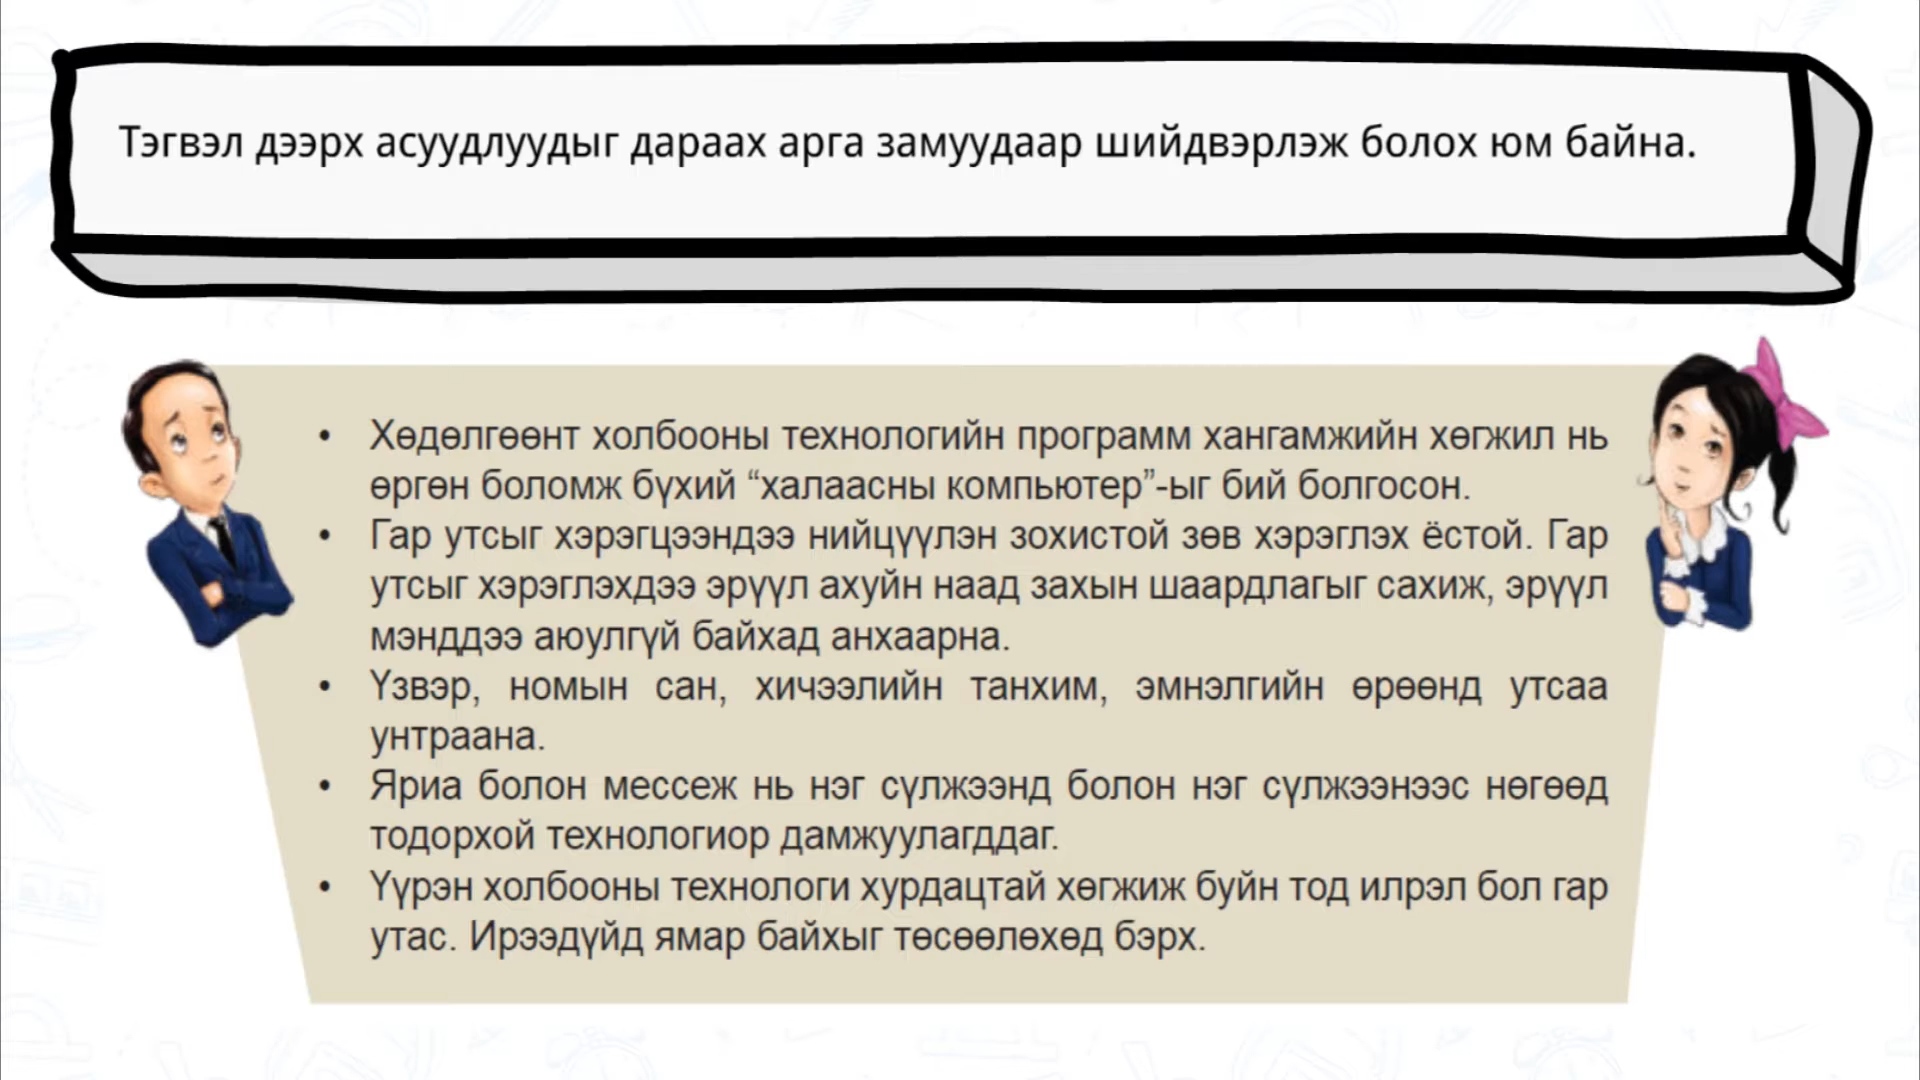 Тэгвэл дээрх асуудлуудыг дараах арга замуудаар шийдвэрлэж болох юм байна.
• Хөдөлгөөнт холбооны технологийн программ хангамжийн хөгжил нь
өргөн боломж бүхий “халаасны компьютер”-ыг бий болгосон.
• Гар утсыг хэрэгцээндээ нийцүүлэн зохистой зөв хэрэглэх ёстой. Гар
утсыг хэрэглэхдээ эрүүл ахуйн наад захын шаардлагыг сахиж, эрүүл
мэнддээ аюулгүй байхад анхаарна.
• Үзвэр, номын сан, хичээлийн танхим, эмнэлгийн өрөөнд утсаа
унтраана.
• Яриа болон мессеж нь нэг сүлжээнд болон нэг сүлжээнээс нөгөөд
тодорхой технологиор дамжуулагддаг.
• Үүрэн холбооны технологи хурдацтай хөгжиж буйн тод илрэл бол гар
утас. Ирээдүйд ямар байхыг төсөөлөхөд бэрх.